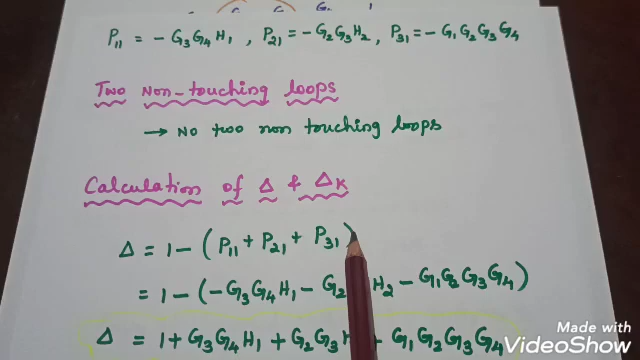 P11 = - G3G4H1 , P21 = - G2G3H2 , P31 = - G1G2G3G4
Two Non-touching loops
→ No two non touching loops
Calculation of Δ & ΔK
Δ = 1 - (P11 + P21 + P31)
= 1 - (-G3G4H1 - G2 H2 - G1G2G3G4)
Δ = 1 + G3G4H1 + G2G3H + G1G2G3G4
Made with
VideoShow